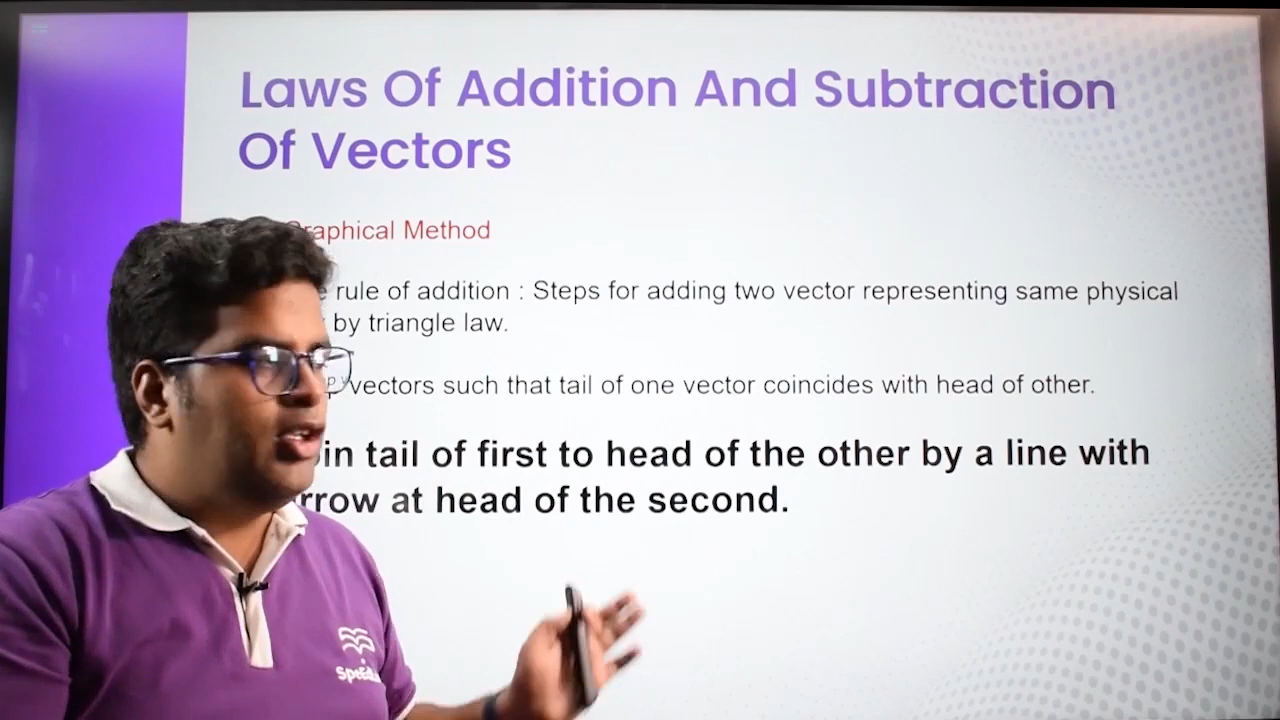 Laws Of Addition And Subtraction
Of Vectors
Graphical Method
rule of addition : Steps for adding two vector representing same physical
by triangle law.
vectors such that tail of one vector coincides with head of other.
tail of first to head of the other by a line with
at head of the second.